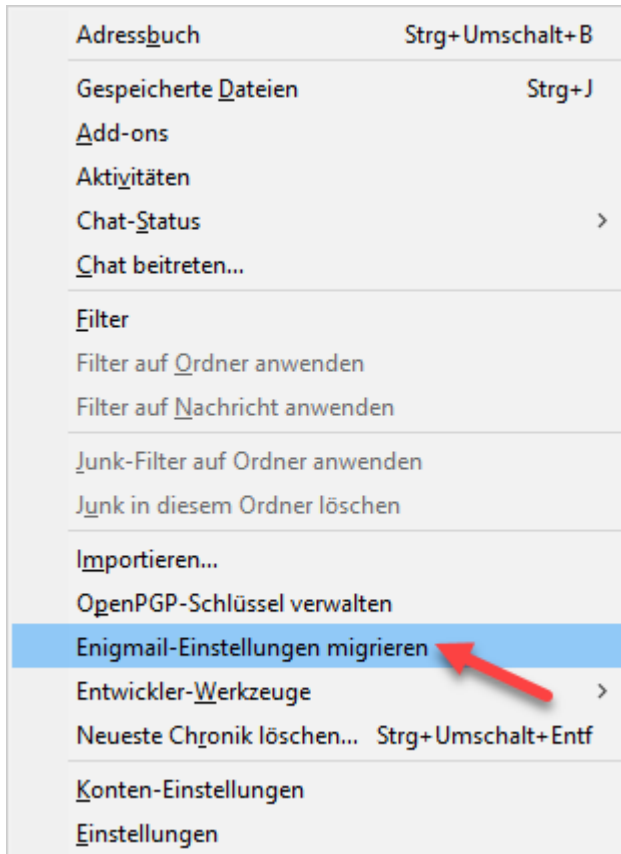 Adressbuch Strg+Umschalt+B
Gespeicherte Dateien Strg+J
Add-ons
Aktivitäten
Chat-Status
Chat beitreten...
Filter
Filter auf Ordner anwenden
Filter auf Nachricht anwenden
Junk-Filter auf Ordner anwenden
Junk in diesem Ordner löschen
Importieren...
OpenPGP-Schlüssel verwalten
Enigmail-Einstellungen migrieren
Entwickler-Werkzeuge
Neueste Chronik löschen... Strg+Umschalt+Entf
Konten-Einstellungen
Einstellungen